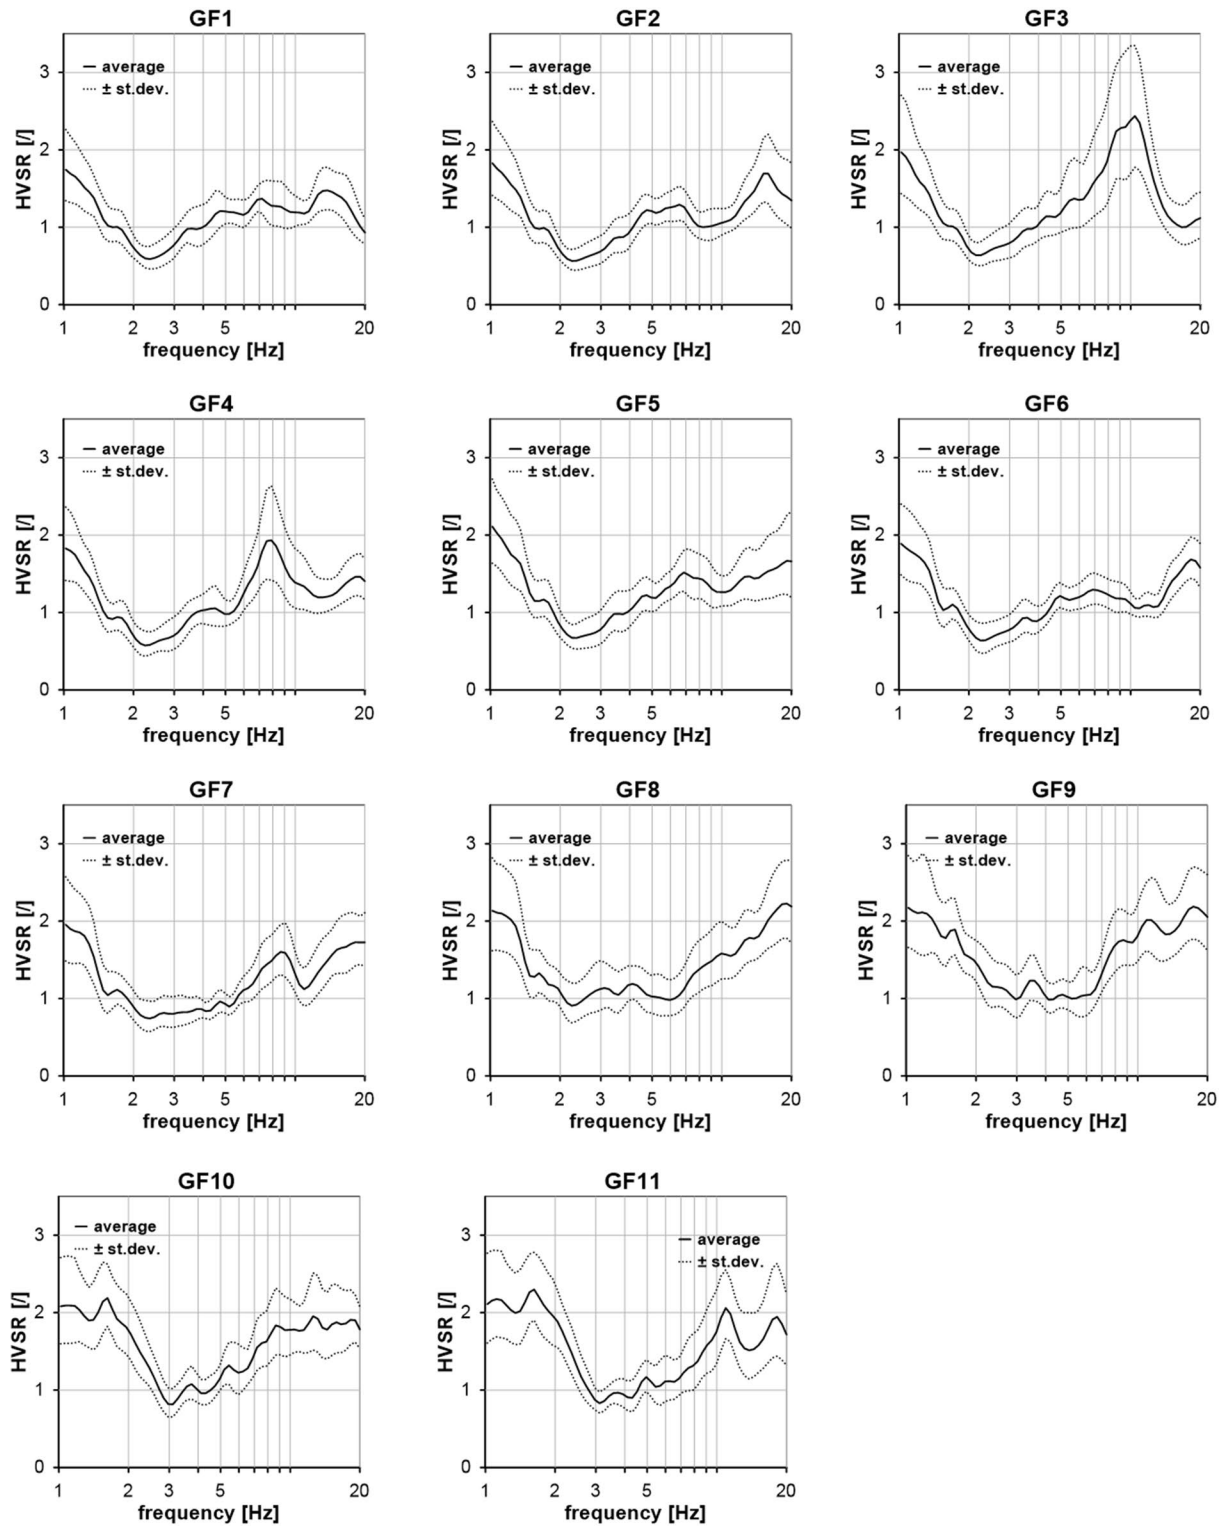 GF1
GF2
GF3
HVSR [/]
3
2
1
0
average
± st.dev.
1 2 3 5 20
frequency [Hz]
HVSR [/]
3
2
1
0
average
± st.dev.
1 2 3 5 20
frequency [Hz]
HVSR [/]
3
2
1
0
average
± st.dev.
1 2 3 5 20
frequency [Hz]
GF4
GF5
GF6
HVSR [/]
3
2
1
0
average
± st.dev.
1 2 3 5 20
frequency [Hz]
HVSR [/]
3
2
1
0
average
± st.dev.
1 2 3 5 20
frequency [Hz]
HVSR [/]
3
2
1
0
average
± st.dev.
1 2 3 5 20
frequency [Hz]
GF7
GF8
GF9
HVSR [/]
3
2
1
0
average
± st.dev.
1 2 3 5 20
frequency [Hz]
HVSR [/]
3
2
1
0
average
± st.dev.
1 2 3 5 20
frequency [Hz]
HVSR [/]
3
2
1
0
average
± st.dev.
1 2 3 5 20
frequency [Hz]
GF10
GF11
HVSR [/]
3
2
1
0
average
± st.dev.
1 2 3 5 20
frequency [Hz]
HVSR [/]
3
2
1
0
average
± st.dev.
1 2 3 5 20
frequency [Hz]